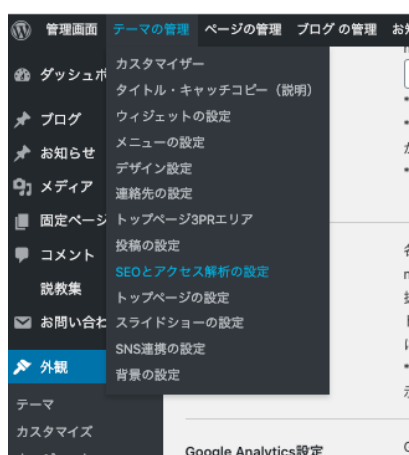 管理画面 テーマの管理 ページの管理 ブログ の管理
カスタマイザー
タイトル・キャッチコピー（説明）
ウィジェットの設定
メニューの設定
デザイン設定
連絡先の設定
トップページ3PRエリア
投稿の設定
SEOとアクセス解析の設定
トップページの設定
スライドショーの設定
SNS連携の設定
背景の設定
ダッシュボ
ブログ
お知らせ
メディア
固定ページ
コメント
説教集
お問い合わ
外観
テーマ
カスタマイズ
Google Analytics設定